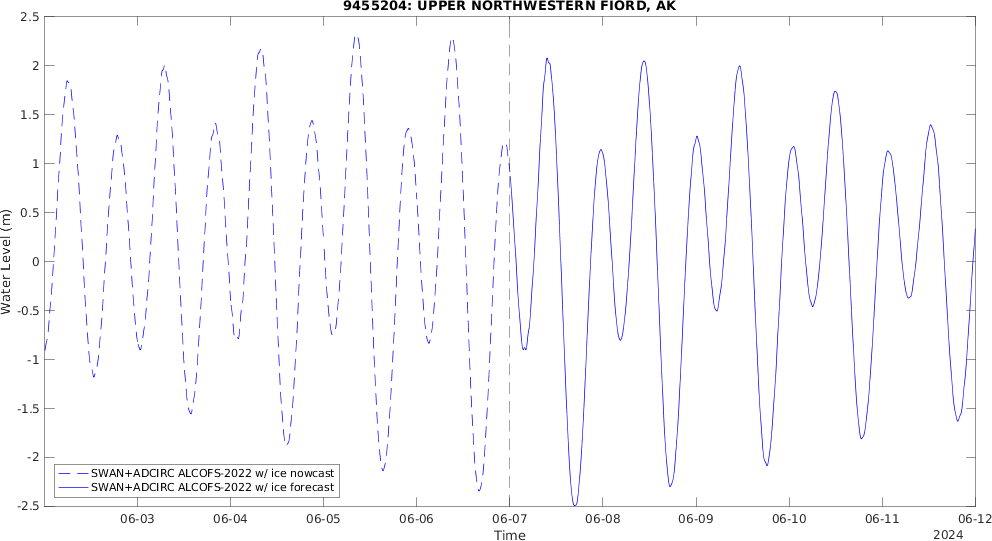 9455204: UPPER NORTHWESTERN FIORD, AK
2.5
2
1.5
1
0.5
0
-0.5
-1
-1.5
-2
-2.5
Water Level (m)
SWAN+ADCIRC ALCOFS-2022 w/ ice nowcast
SWAN+ADCIRC ALCOFS-2022 w/ ice forecast
06-03 06-04 06-05 06-06 06-07 06-08 06-09 06-10 06-11 06-12
Time
2024